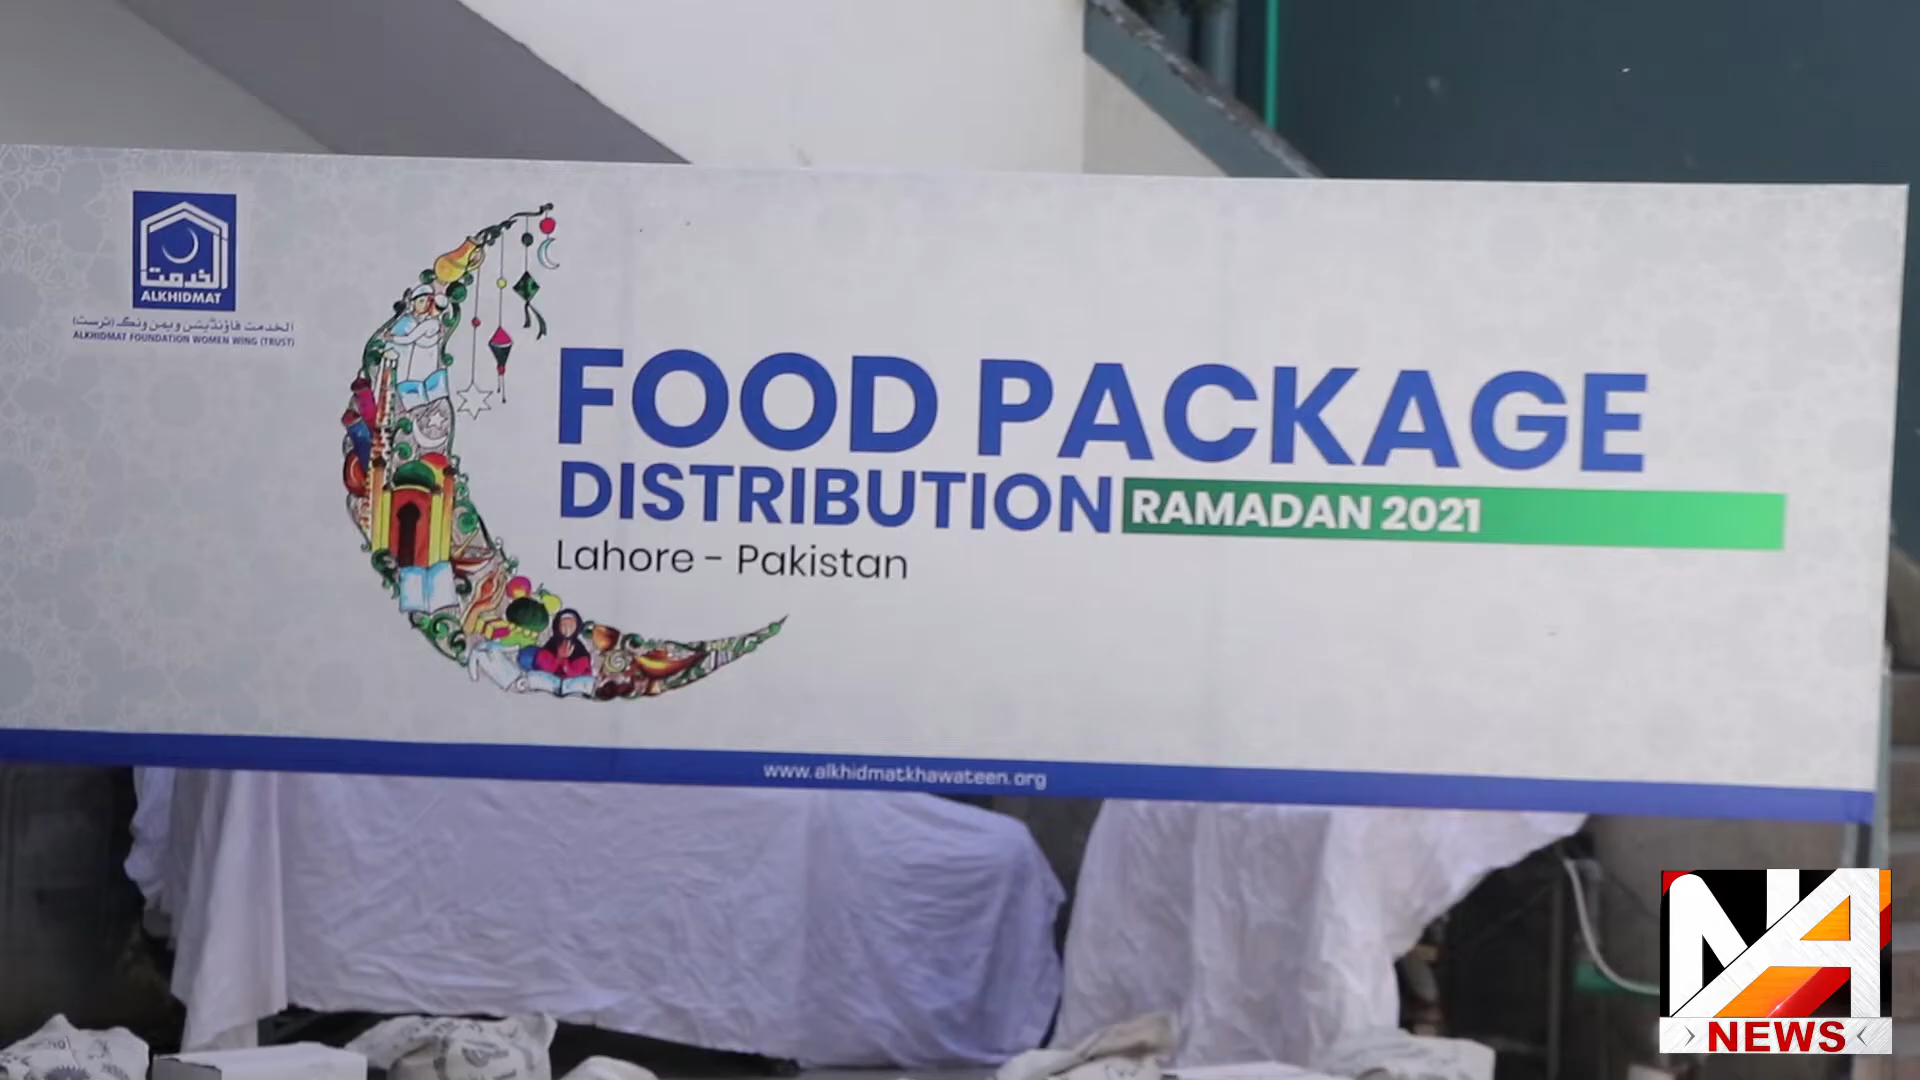 الخدمت
ALKHIDMAT
الخدمت فاؤنڈیشن ویمن ونگ (ٹرسٹ)
ALKHIDMAT FOUNDATION WOMEN WING (TRUST)
FOOD PACKAGE
DISTRIBUTION RAMADAN 2021
Lahore - Pakistan
www.alkhidmatkhawateen.org
NA
NEWS